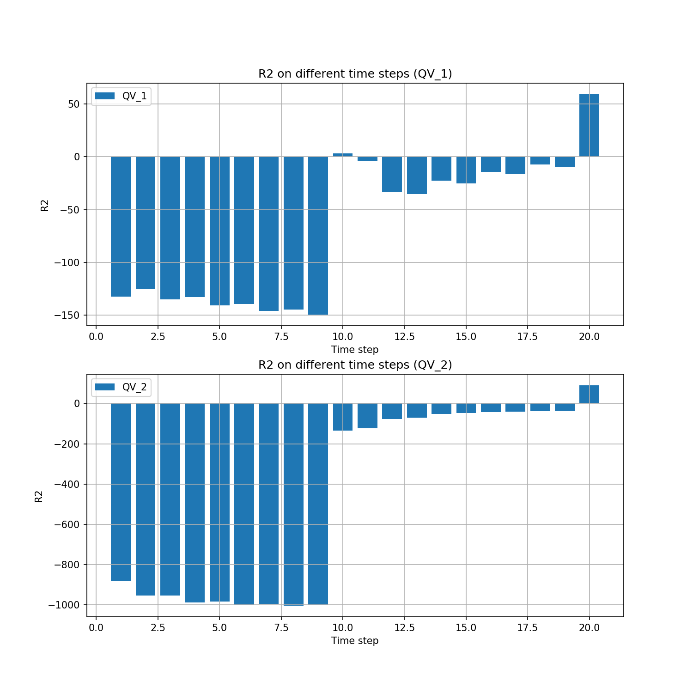 R2 on different time steps (QV_1)
QV_1
50
0
−50
−100
−150
R2
0.0 2.5 5.0 7.5 10.0 12.5 15.0 17.5 20.0
Time step
R2 on different time steps (QV_2)
QV_2
0
−200
−400
−600
−800
−1000
R2
0.0 2.5 5.0 7.5 10.0 12.5 15.0 17.5 20.0
Time step